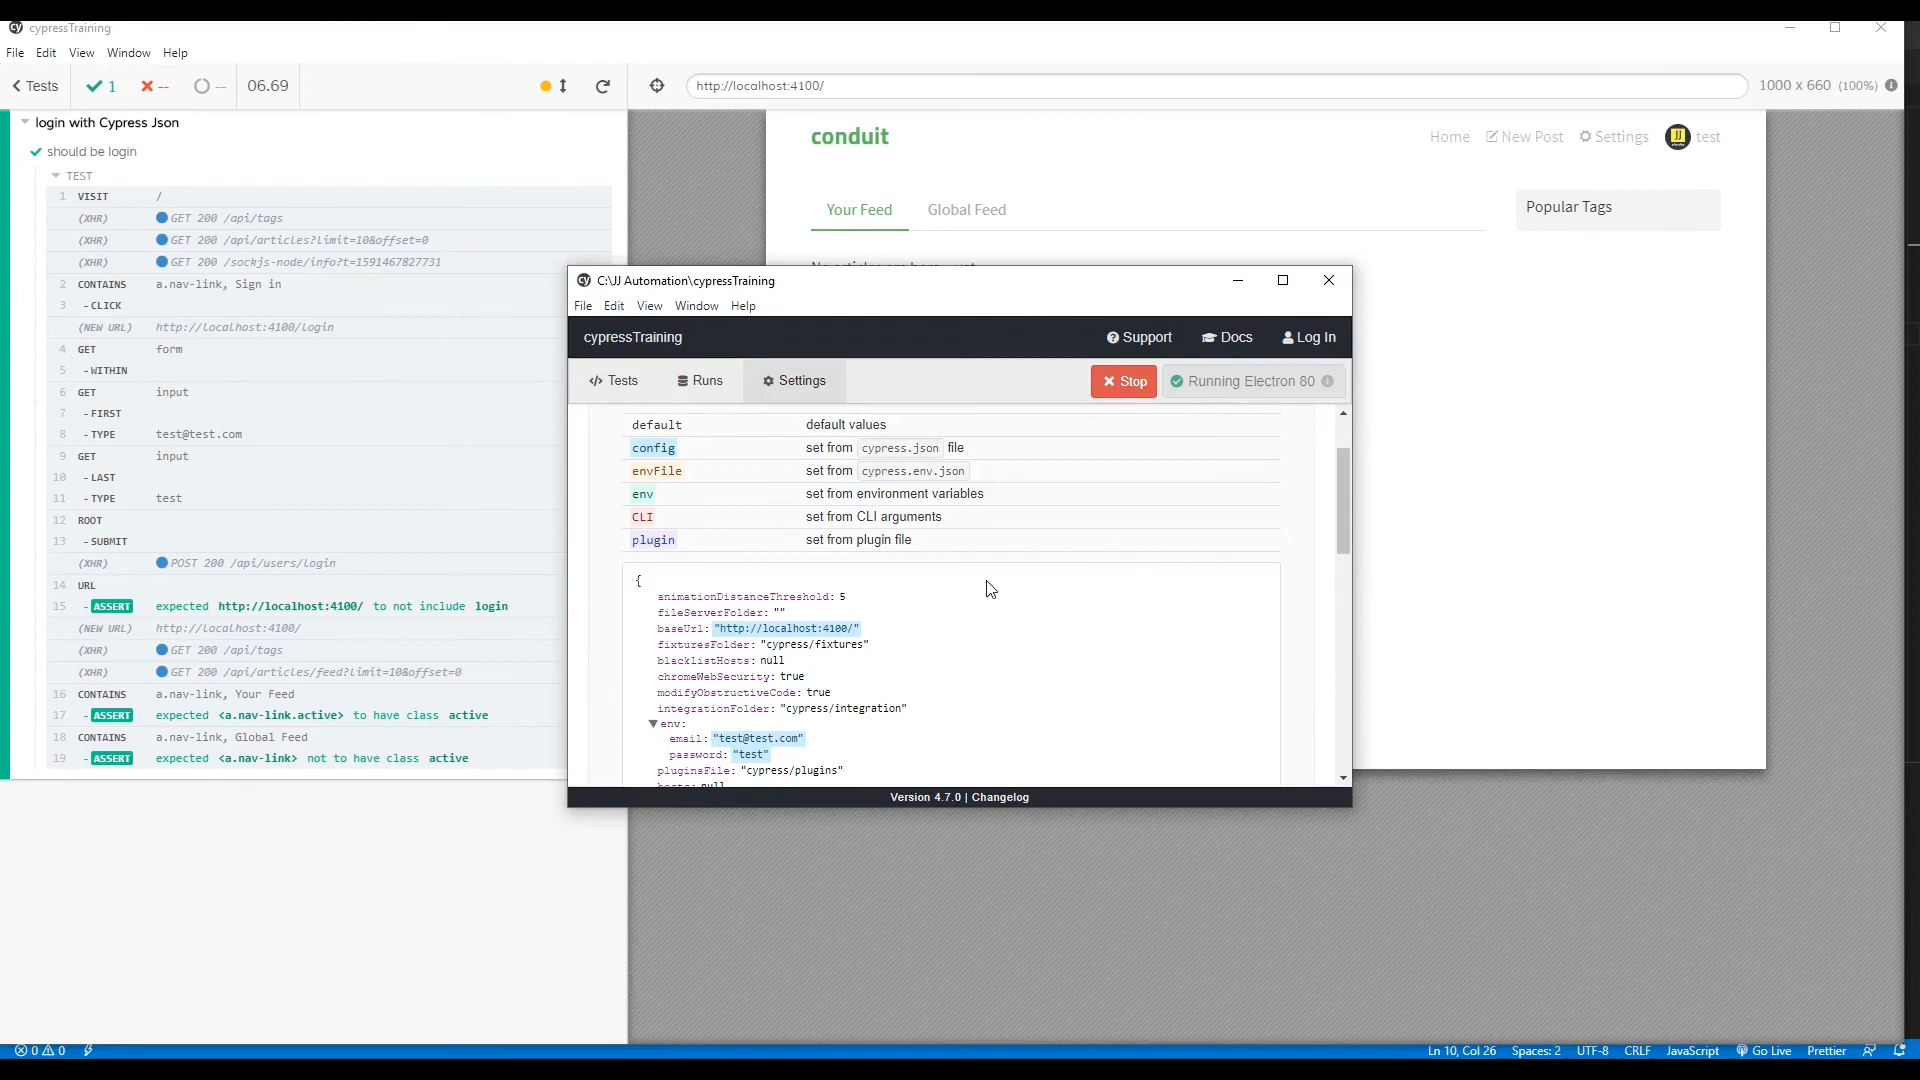 cypressTraining
File Edit View Window Help
Tests 1 -- -- 06.69
http://localhost:4100/ 1000 x 660 (100%)
login with Cypress Json
should be login
TEST
1 VISIT /
(XHR) GET 200 /api/tags
(XHR) GET 200 /api/articles?limit=10&offset=0
(XHR) GET 200 /sockjs-node/info?t=1591467827731
2 CONTAINS a.nav-link, Sign in
3 -CLICK
(NEW URL) http://localhost:4100/login
4 GET form
5 -WITHIN
6 GET input
7 -FIRST
8 -TYPE test@test.com
9 GET input
10 -LAST
11 -TYPE test
12 ROOT
13 -SUBMIT
(XHR) POST 200 /api/users/login
14 URL
15 -ASSERT expected http://localhost:4100/ to not include login
(NEW URL) http://localhost:4100/
(XHR) GET 200 /api/tags
(XHR) GET 200 /api/articles/feed?limit=10&offset=0
16 CONTAINS a.nav-link, Your Feed
17 -ASSERT expected <a.nav-link.active> to have class active
18 CONTAINS a.nav-link, Global Feed
19 -ASSERT expected <a.nav-link> not to have class active
conduit
Home New Post Settings JJ test
Your Feed Global Feed
Popular Tags
C:\JJ Automation\cypressTraining
File Edit View Window Help
cypressTraining Support Docs Log In
</> Tests Runs Settings Stop Running Electron 80
default default values
config set from cypress.json file
envFile set from cypress.env.json
env set from environment variables
CLI set from CLI arguments
plugin set from plugin file
{
animationDistanceThreshold: 5
fileServerFolder: ""
baseUrl: "http://localhost:4100/"
fixturesFolder: "cypress/fixtures"
blacklistHosts: null
chromeWebSecurity: true
modifyObstructiveCode: true
integrationFolder: "cypress/integration"
env:
email: "test@test.com"
password: "test"
pluginsFile: "cypress/plugins"
Version 4.7.0 | Changelog
0 0 Ln 10, Col 26 Spaces: 2 UTF-8 CRLF JavaScript Go Live Prettier